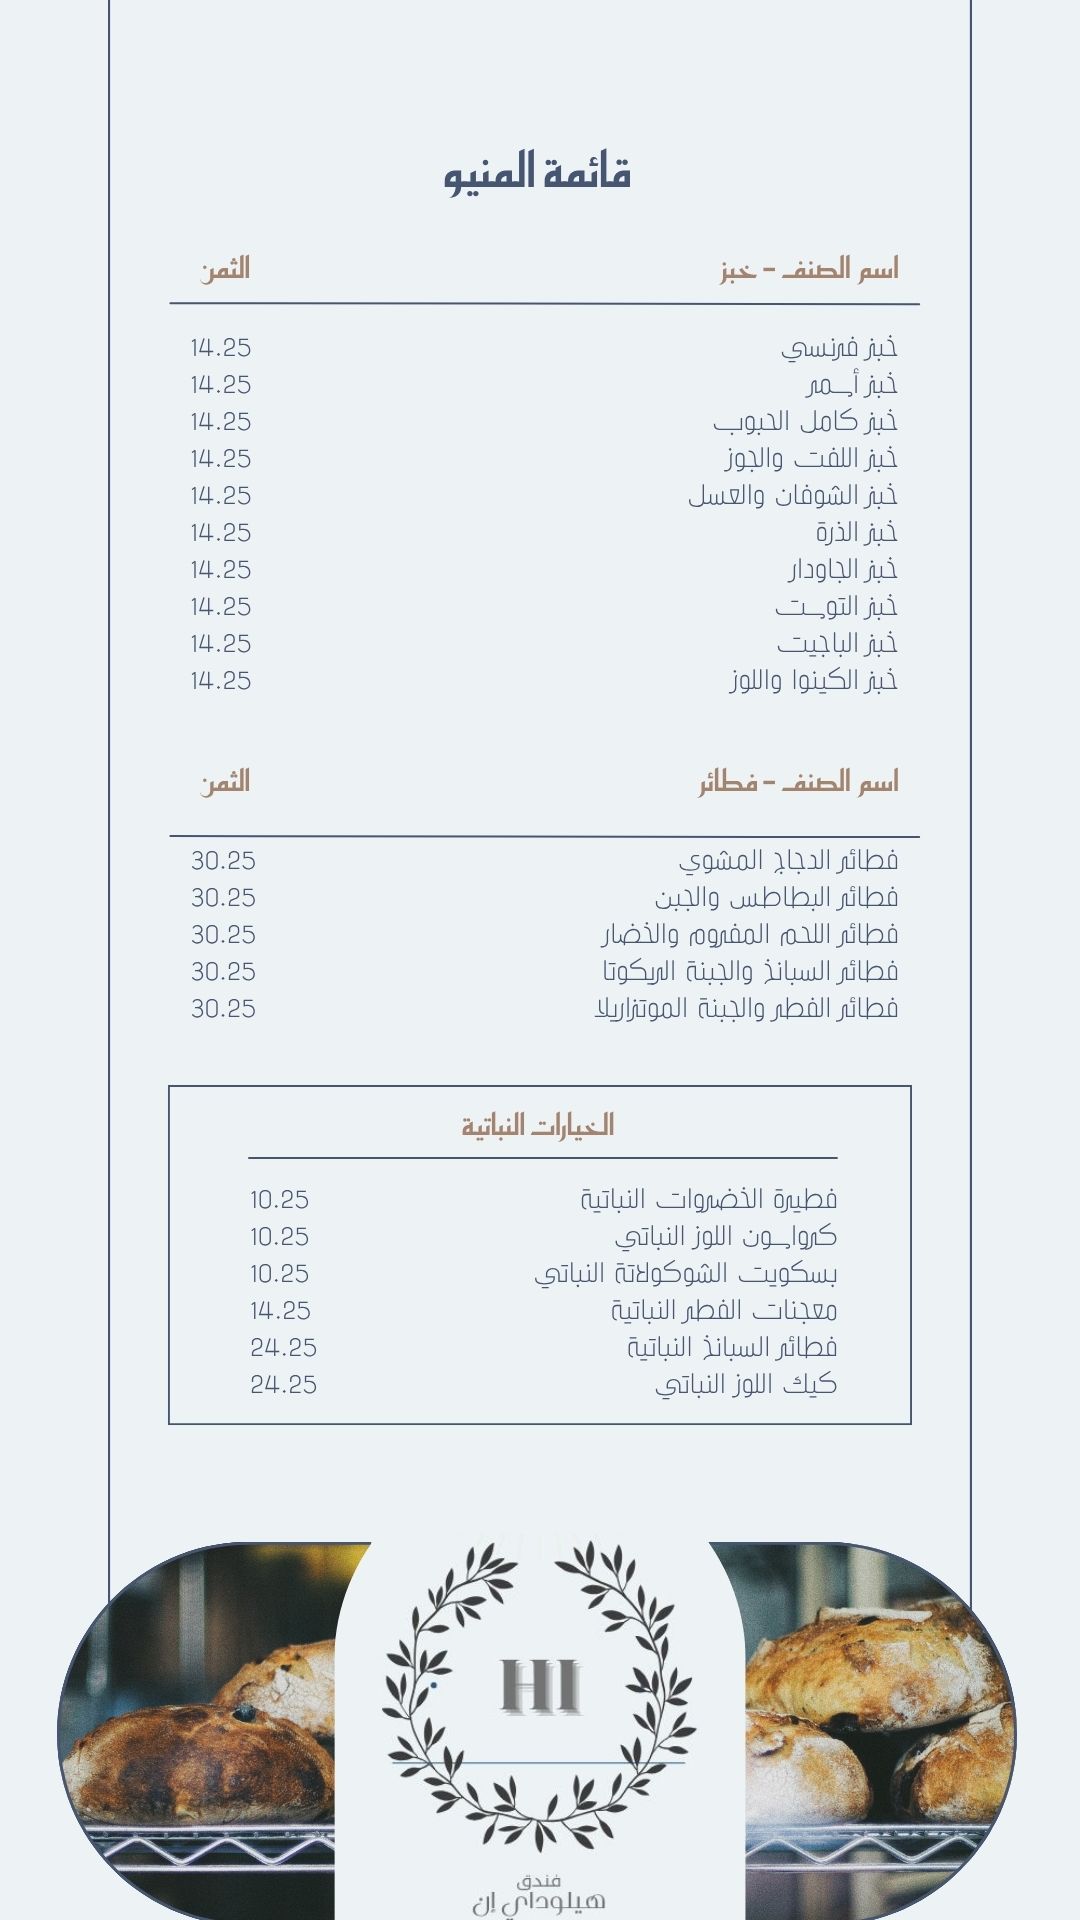 قائمة المنيو
اسم الصنف - خبز الثمن
خبز فرنسي 14.25
خبز أسمر 14.25
خبز كامل الحبوب 14.25
خبز اللفت والجوز 14.25
خبز الشوفان والعسل 14.25
خبز الذرة 14.25
خبز الجاودار 14.25
خبز التوست 14.25
خبز الباجيت 14.25
خبز الكينوا واللوز 14.25
اسم الصنف - فطائر الثمن
فطائر الدجاج المشوي 30.25
فطائر البطاطس والجبن 30.25
فطائر اللحم المفروم والخضار 30.25
فطائر السبانخ والجبنة الريكوتا 30.25
فطائر الفطر والجبنة الموتزاريلا 30.25
الخيارات النباتية
فطيرة الخضروات النباتية 10.25
كرواسون اللوز النباتي 10.25
بسكويت الشوكولاتة النباتي 10.25
معجنات الفطر النباتية 14.25
فطائر السبانخ النباتية 24.25
كيك اللوز النباتي 24.25
HI
فندق
هيلوداي إن